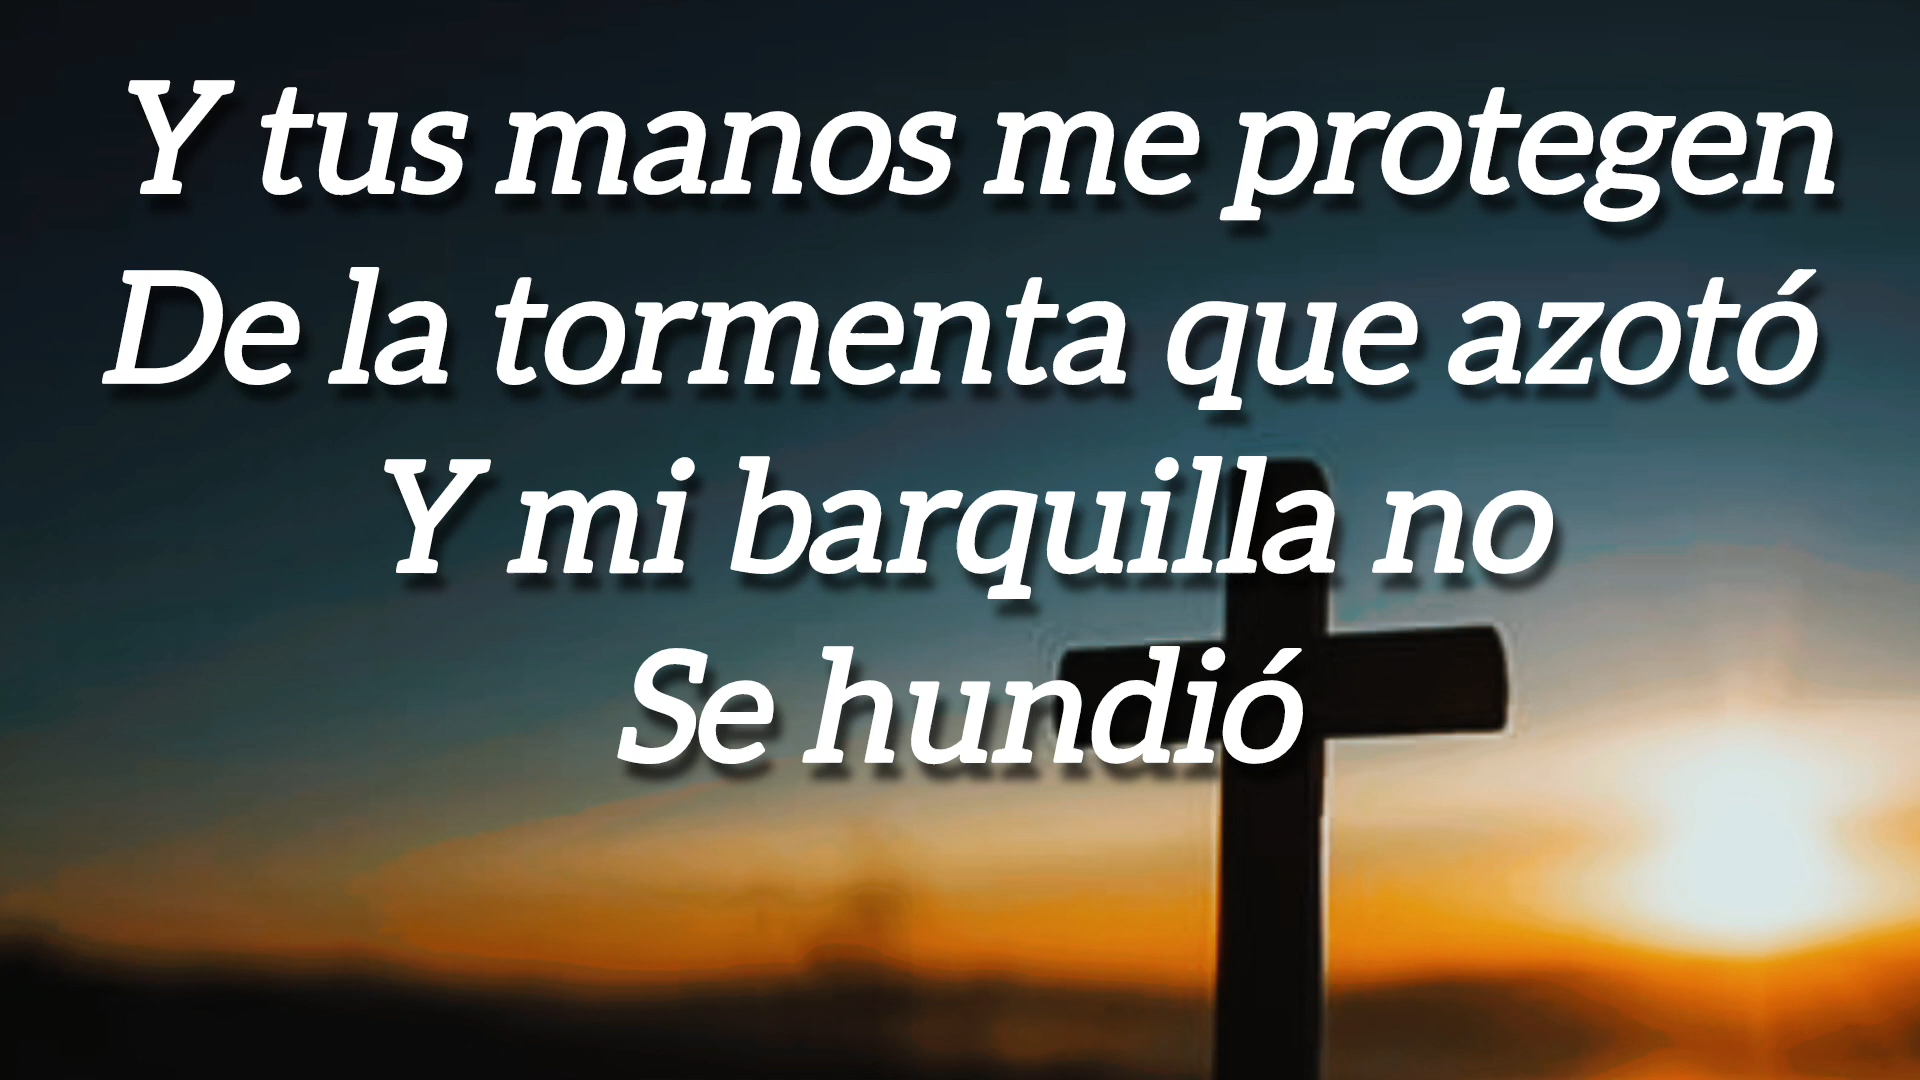 Y tus manos me protegen
De la tormenta que azotó
Y mi barquilla no
Se hundió